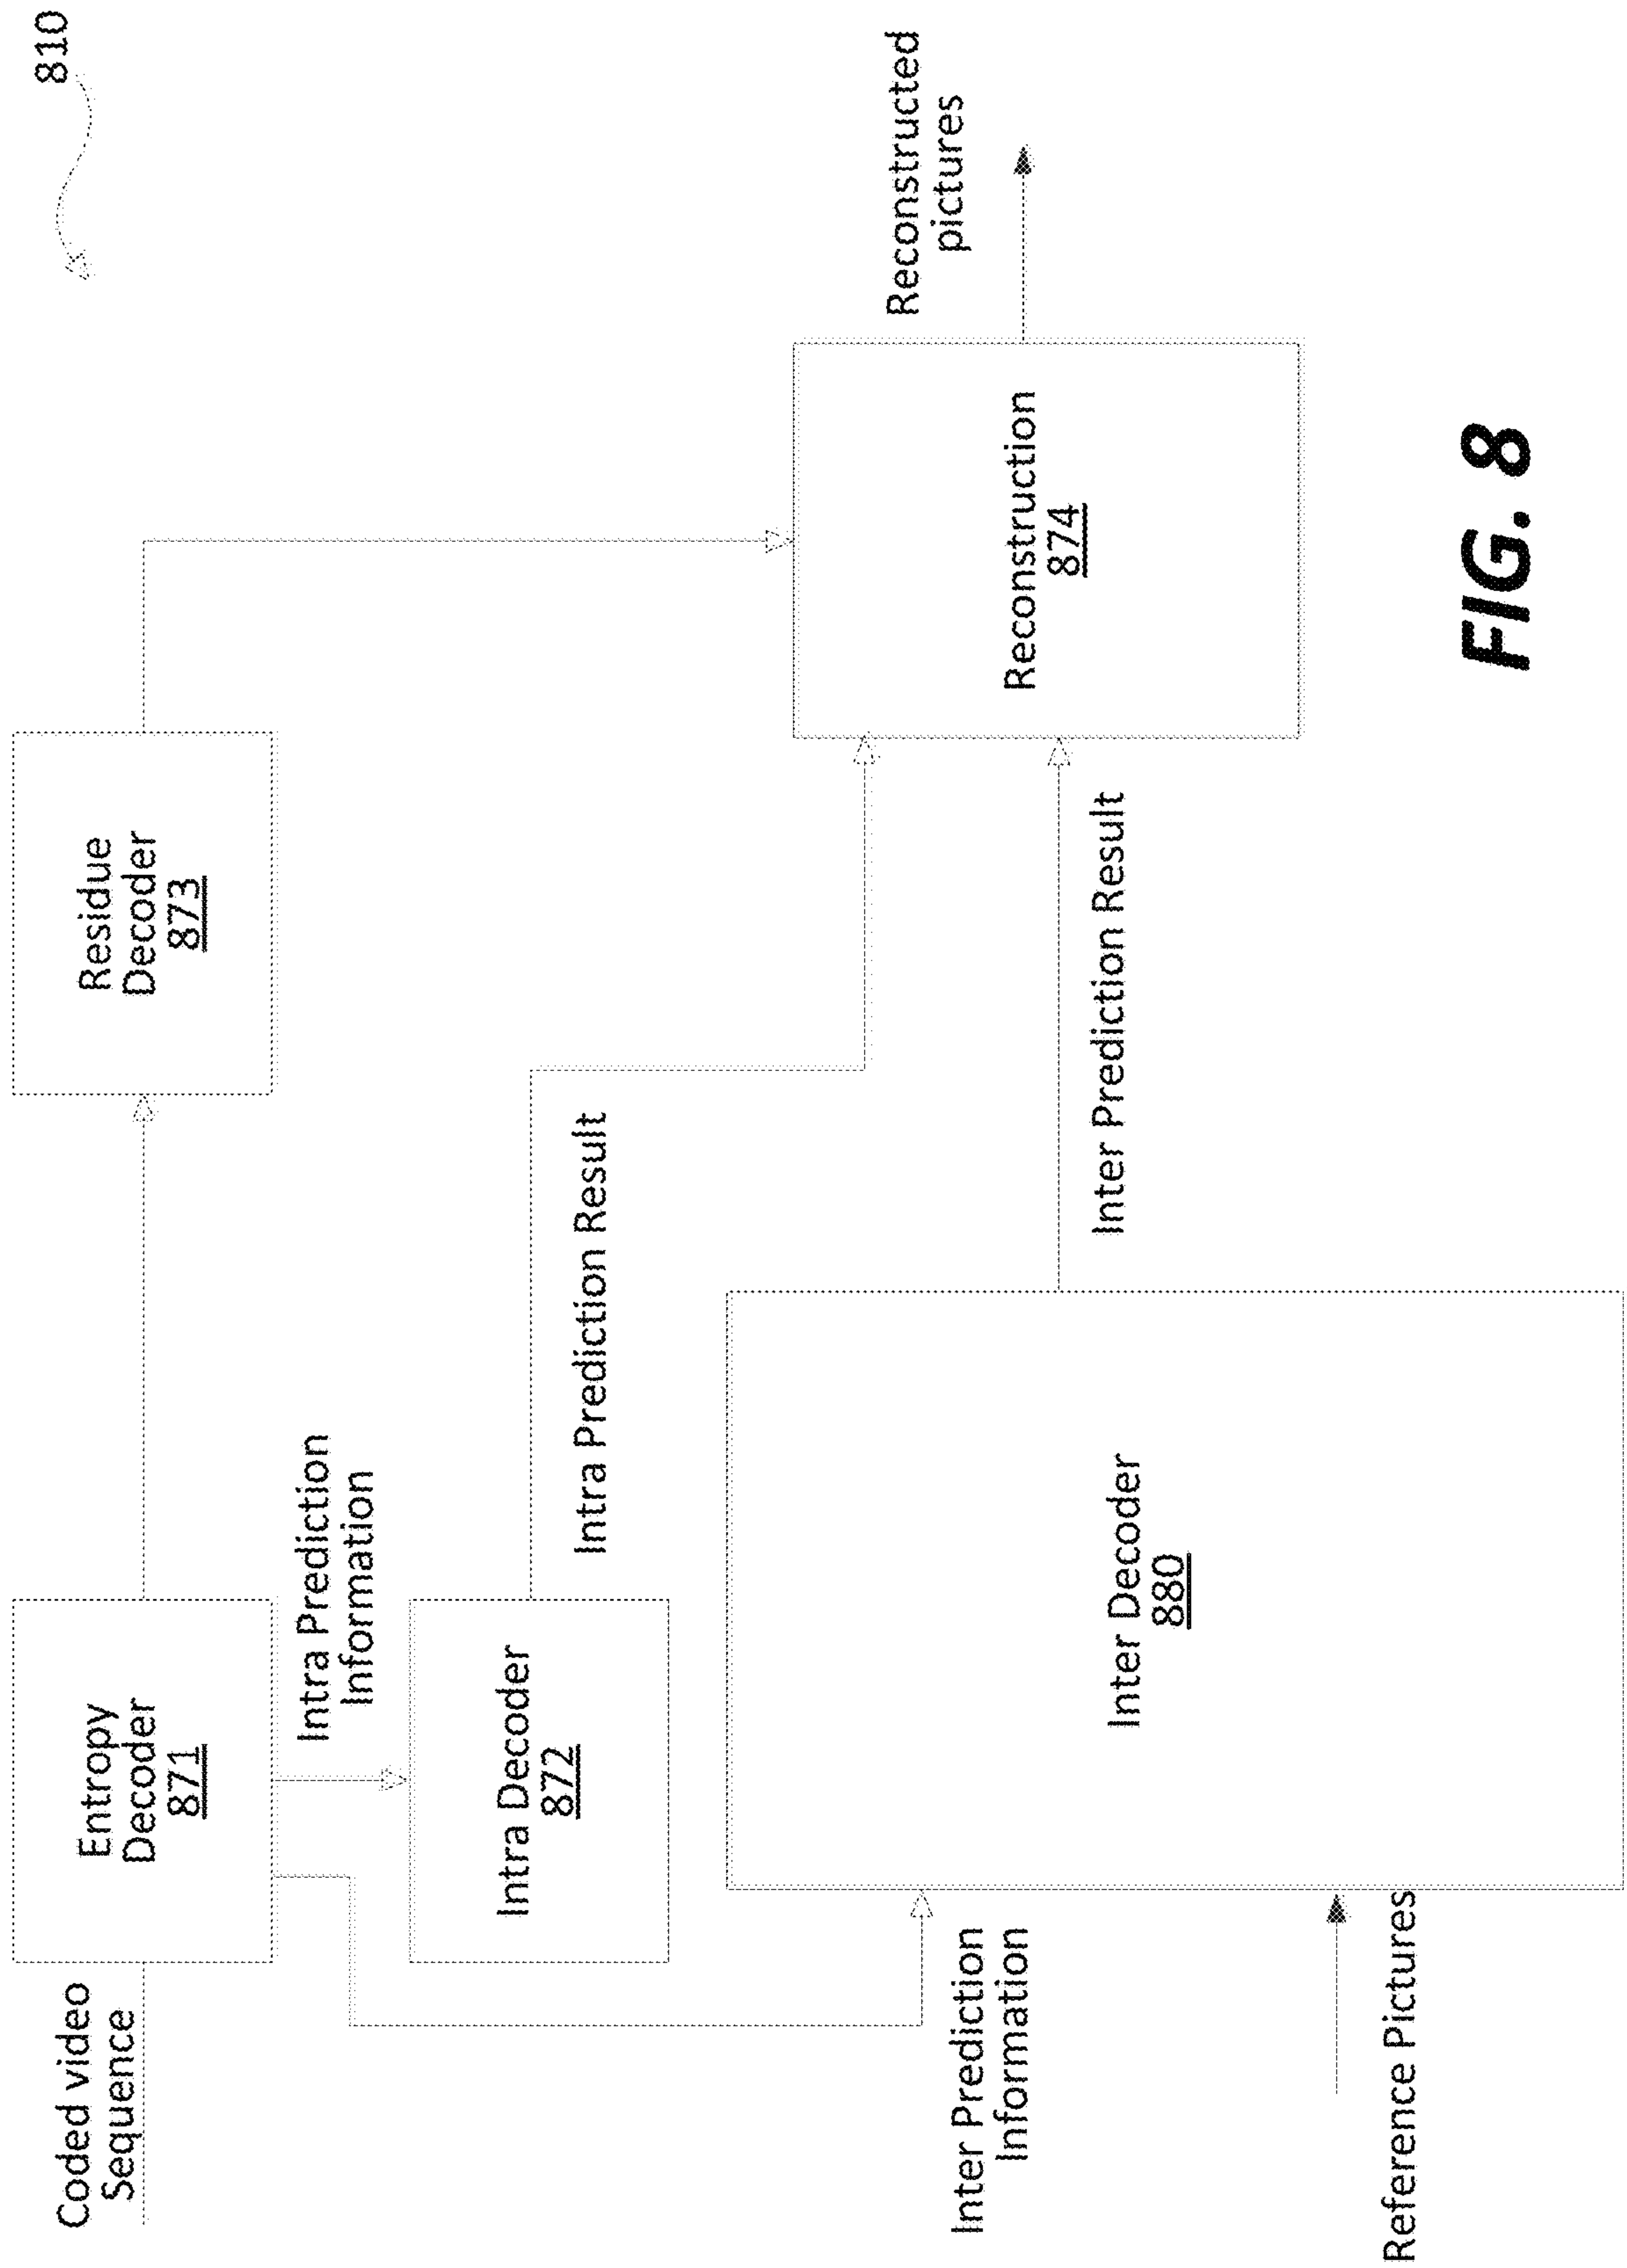 810
Coded video
Sequence
Entropy
Decoder
871
Residue
Decoder
873
Intra Prediction
Information
Intra Decoder
872
Intra Prediction Result
Inter Prediction
Information
Inter Decoder
880
Reference Pictures
Inter Prediction Result
Reconstruction
874
Reconstructed
pictures
FIG. 8